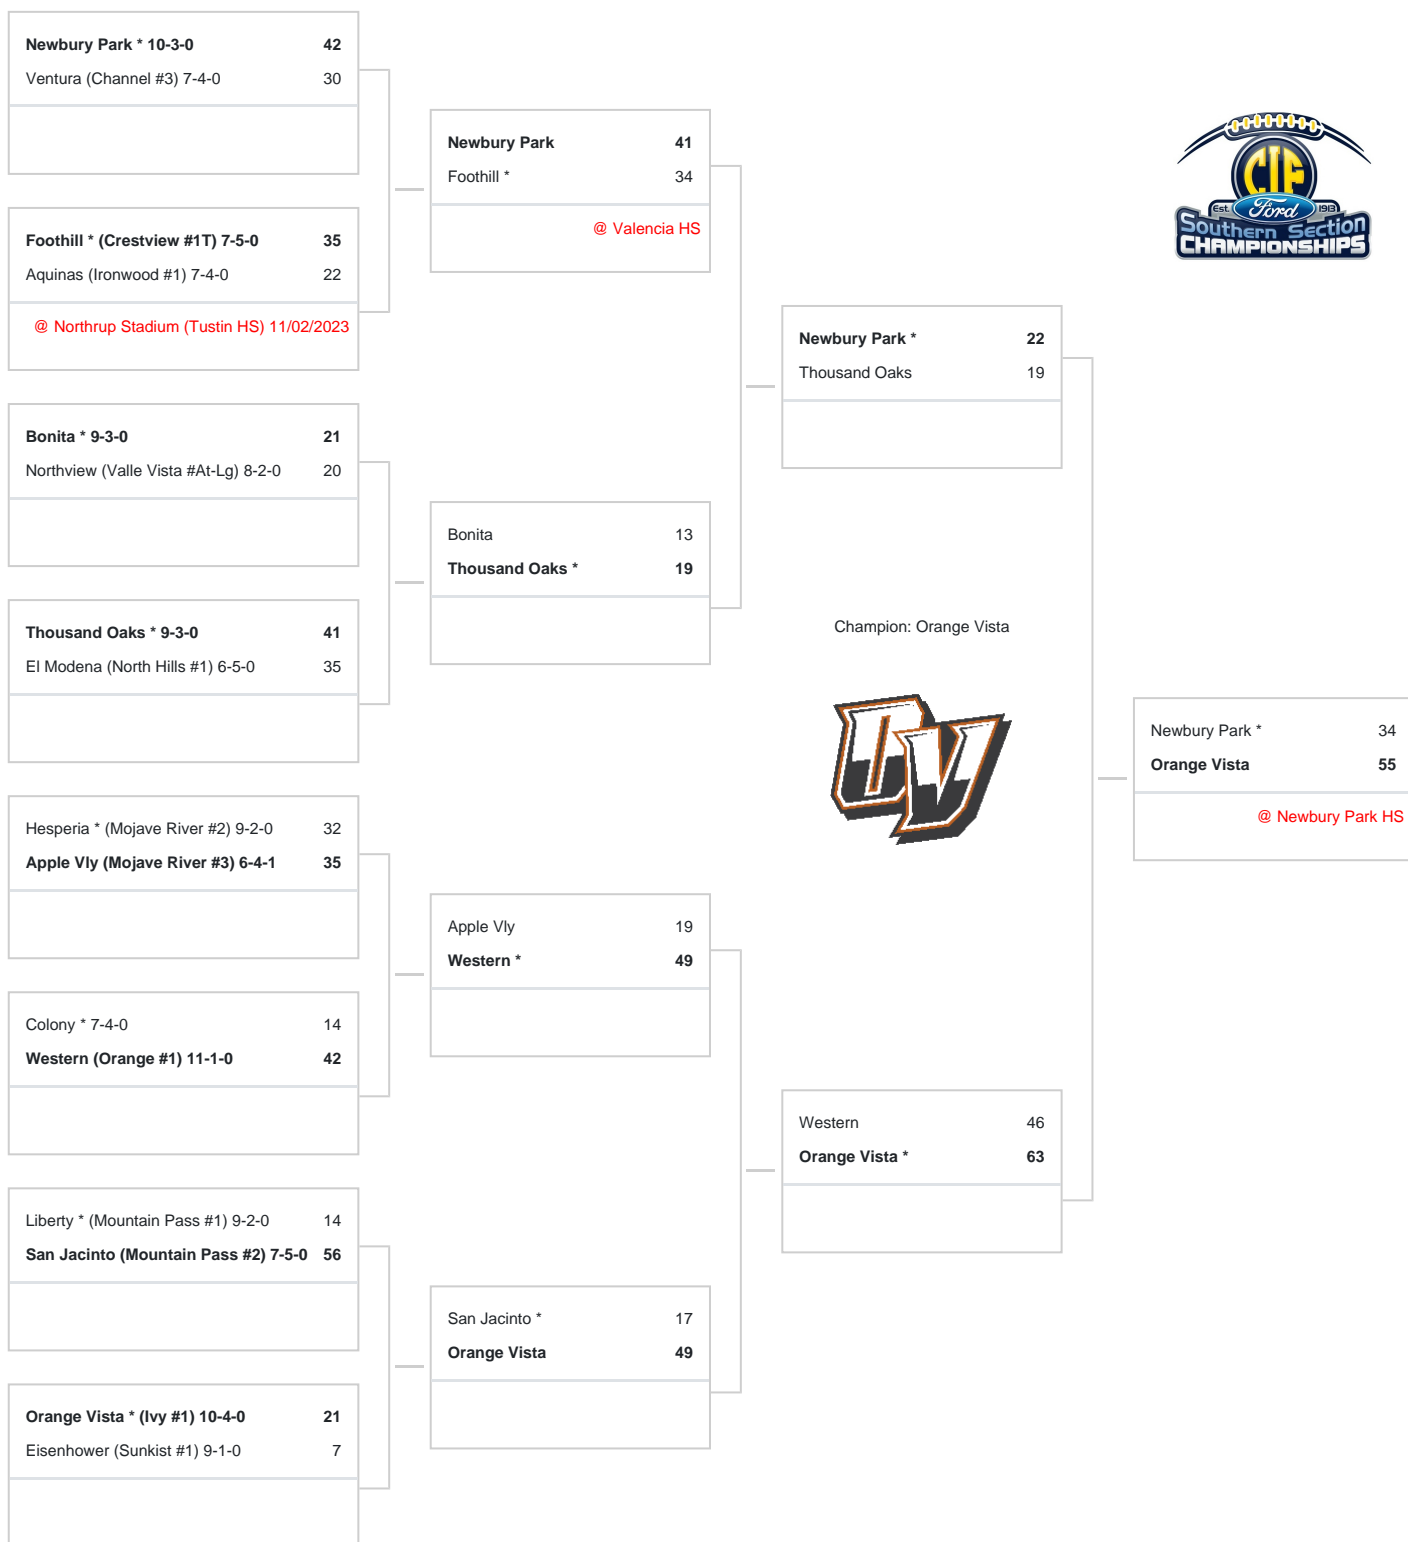 Newbury Park * 10-3-0 42
Ventura (Channel #3) 7-4-0 30
Foothill * (Crestview #1T) 7-5-0 35
Aquinas (Ironwood #1) 7-4-0 22
@ Northrup Stadium (Tustin HS) 11/02/2023
Bonita * 9-3-0 21
Northview (Valle Vista #At-Lg) 8-2-0 20
Thousand Oaks * 9-3-0 41
El Modena (North Hills #1) 6-5-0 35
Hesperia * (Mojave River #2) 9-2-0 32
Apple Vly (Mojave River #3) 6-4-1 35
Colony * 7-4-0 14
Western (Orange #1) 11-1-0 42
Liberty * (Mountain Pass #1) 9-2-0 14
San Jacinto (Mountain Pass #2) 7-5-0 56
Orange Vista * (Ivy #1) 10-4-0 21
Eisenhower (Sunkist #1) 9-1-0 7
Newbury Park 41
Foothill * 34
@ Valencia HS
Bonita 13
Thousand Oaks * 19
Apple Vly 19
Western * 49
San Jacinto * 17
Orange Vista 49
Newbury Park * 22
Thousand Oaks 19
Champion: Orange Vista
OV
Western 46
Orange Vista * 63
CIF
Est. Ford 1913
Southern Section
CHAMPIONSHIPS
Newbury Park * 34
Orange Vista 55
@ Newbury Park HS